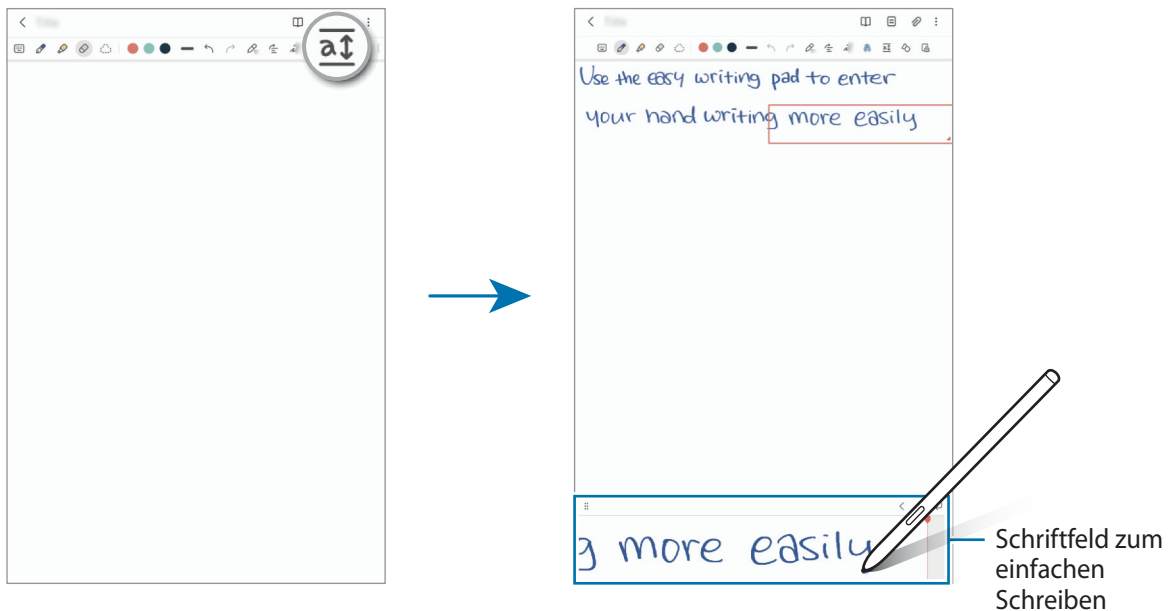 a
Use the easy writing pad to enter
your hand writing more easily
g more easily
Schriftfeld zum
einfachen
Schreiben